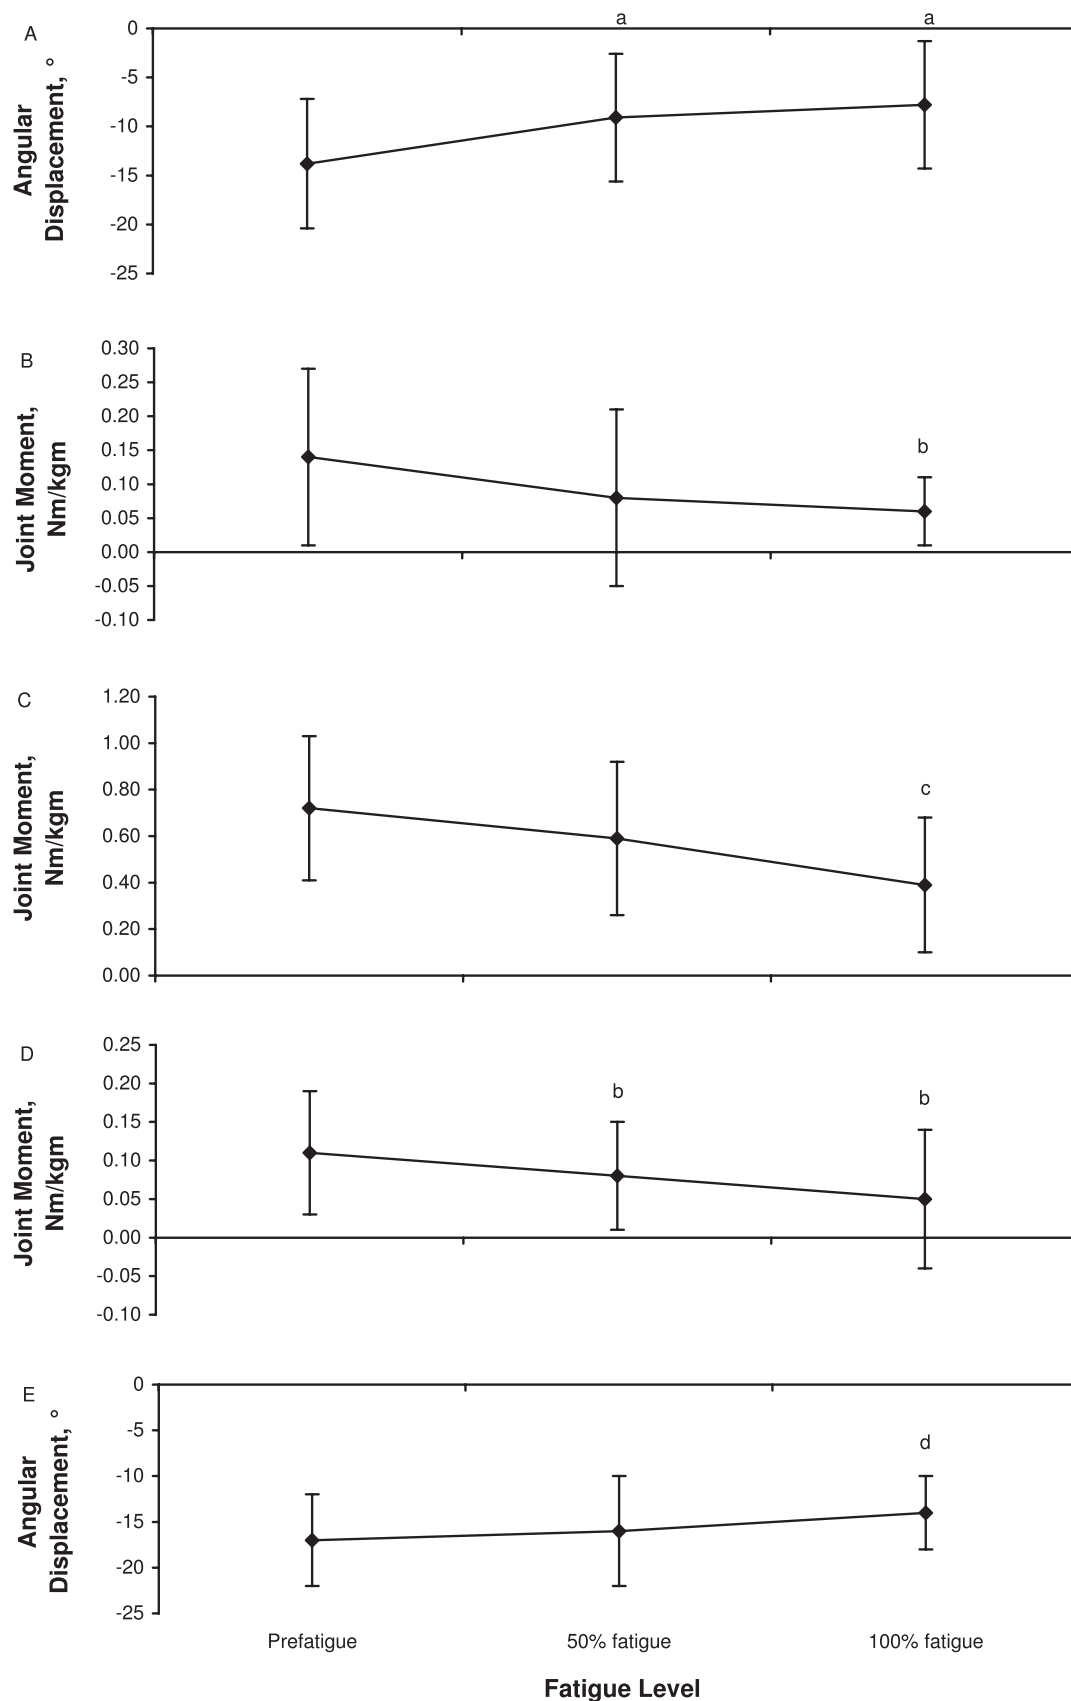 A
Angular
Displacement, °
0
-5
-10
-15
-20
-25
a
a
B
Joint Moment,
Nm/kgm
0.30
0.25
0.20
0.15
0.10
0.05
0.00
-0.05
-0.10
b
C
Joint Moment,
Nm/kgm
1.20
1.00
0.80
0.60
0.40
0.20
0.00
c
D
Joint Moment,
Nm/kgm
0.25
0.20
0.15
0.10
0.05
0.00
-0.05
-0.10
b
b
E
Angular
Displacement, °
0
-5
-10
-15
-20
-25
d
Prefatigue
50% fatigue
100% fatigue
Fatigue Level